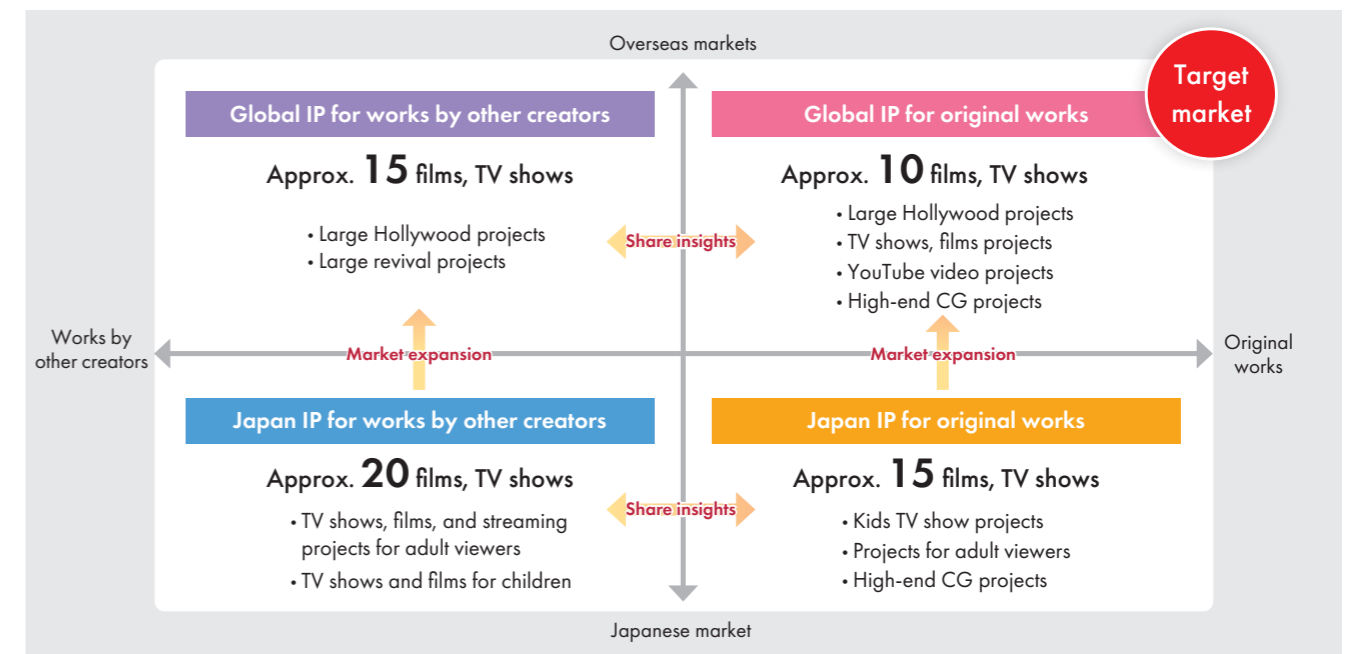 Overseas markets
Target
market
Global IP for works by other creators
Approx. 15 films, TV shows
• Large Hollywood projects
• Large revival projects
Global IP for original works
Approx. 10 films, TV shows
• Large Hollywood projects
• TV shows, films projects
• YouTube video projects
• High-end CG projects
Share insights
Works by
other creators
Market expansion
Market expansion
Original
works
Japan IP for works by other creators
Approx. 20 films, TV shows
• TV shows, films, and streaming
projects for adult viewers
• TV shows and films for children
Share insights
Japan IP for original works
Approx. 15 films, TV shows
• Kids TV show projects
• Projects for adult viewers
• High-end CG projects
Japanese market